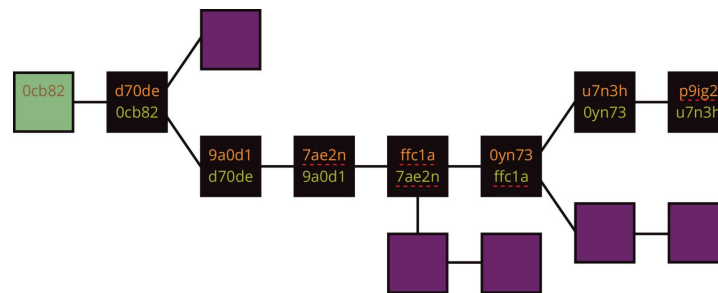 0cb82
d70de
0cb82
9a0d1
d70de
7ae2n
9a0d1
ffc1a
7ae2n
0yn73
ffc1a
u7n3h
0yn73
p9ig2
u7n3h